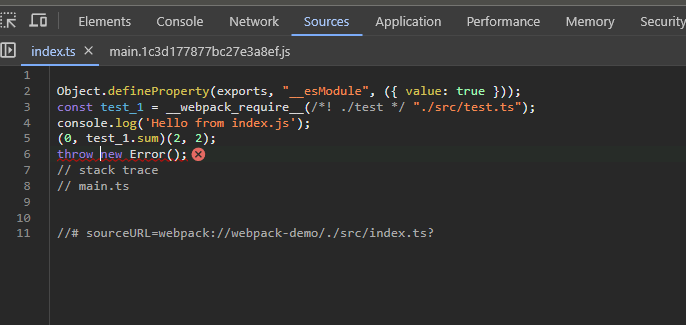 Elements Console Sources Application Performance Memory Security
index.ts × main.1c3d177877bc27e3a8ef.js
1
2 Object.defineProperty(exports, "__esModule", ({ value: true }));
3 const test_1 = __webpack_require__(/*! ./test */ "./src/test.ts");
4 console.log('Hello from index.js');
5 (0, test_1.sum)(2, 2);
6 throw new Error();
7 // stack trace
8 // main.ts
9
10
11 //# sourceURL=webpack://webpack-demo/./src/index.ts?